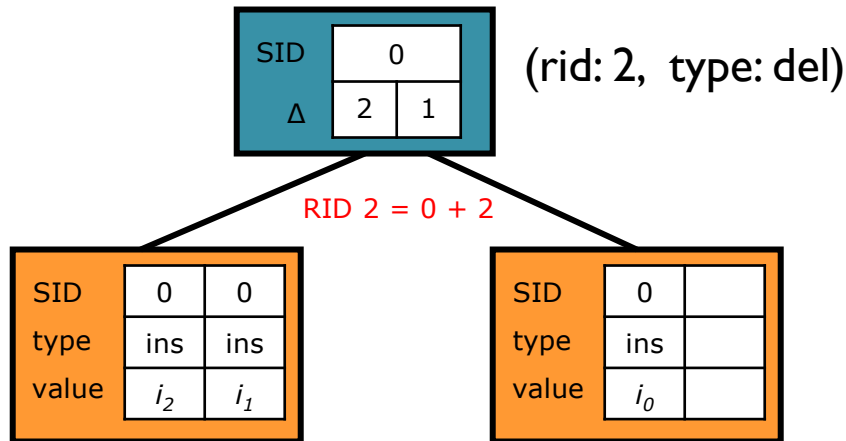 SID 0
Δ 2 1
(rid: 2, type: del)
RID 2 = 0 + 2
SID 0 0
type ins ins
value i₂ i₁
SID 0
type ins
value i₀